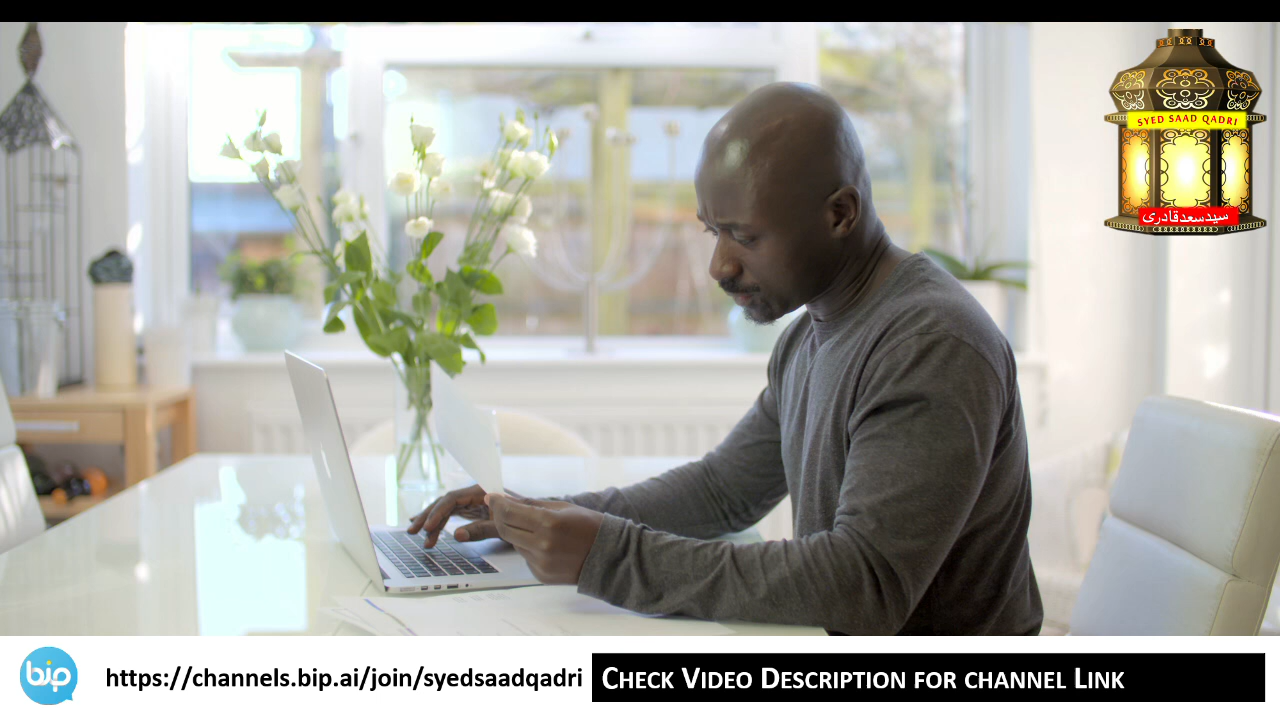 SYED SAAD QADRI
سید سعد قادری
bip
https://channels.bip.ai/join/syedsaadqadri
CHECK VIDEO DESCRIPTION FOR CHANNEL LINK